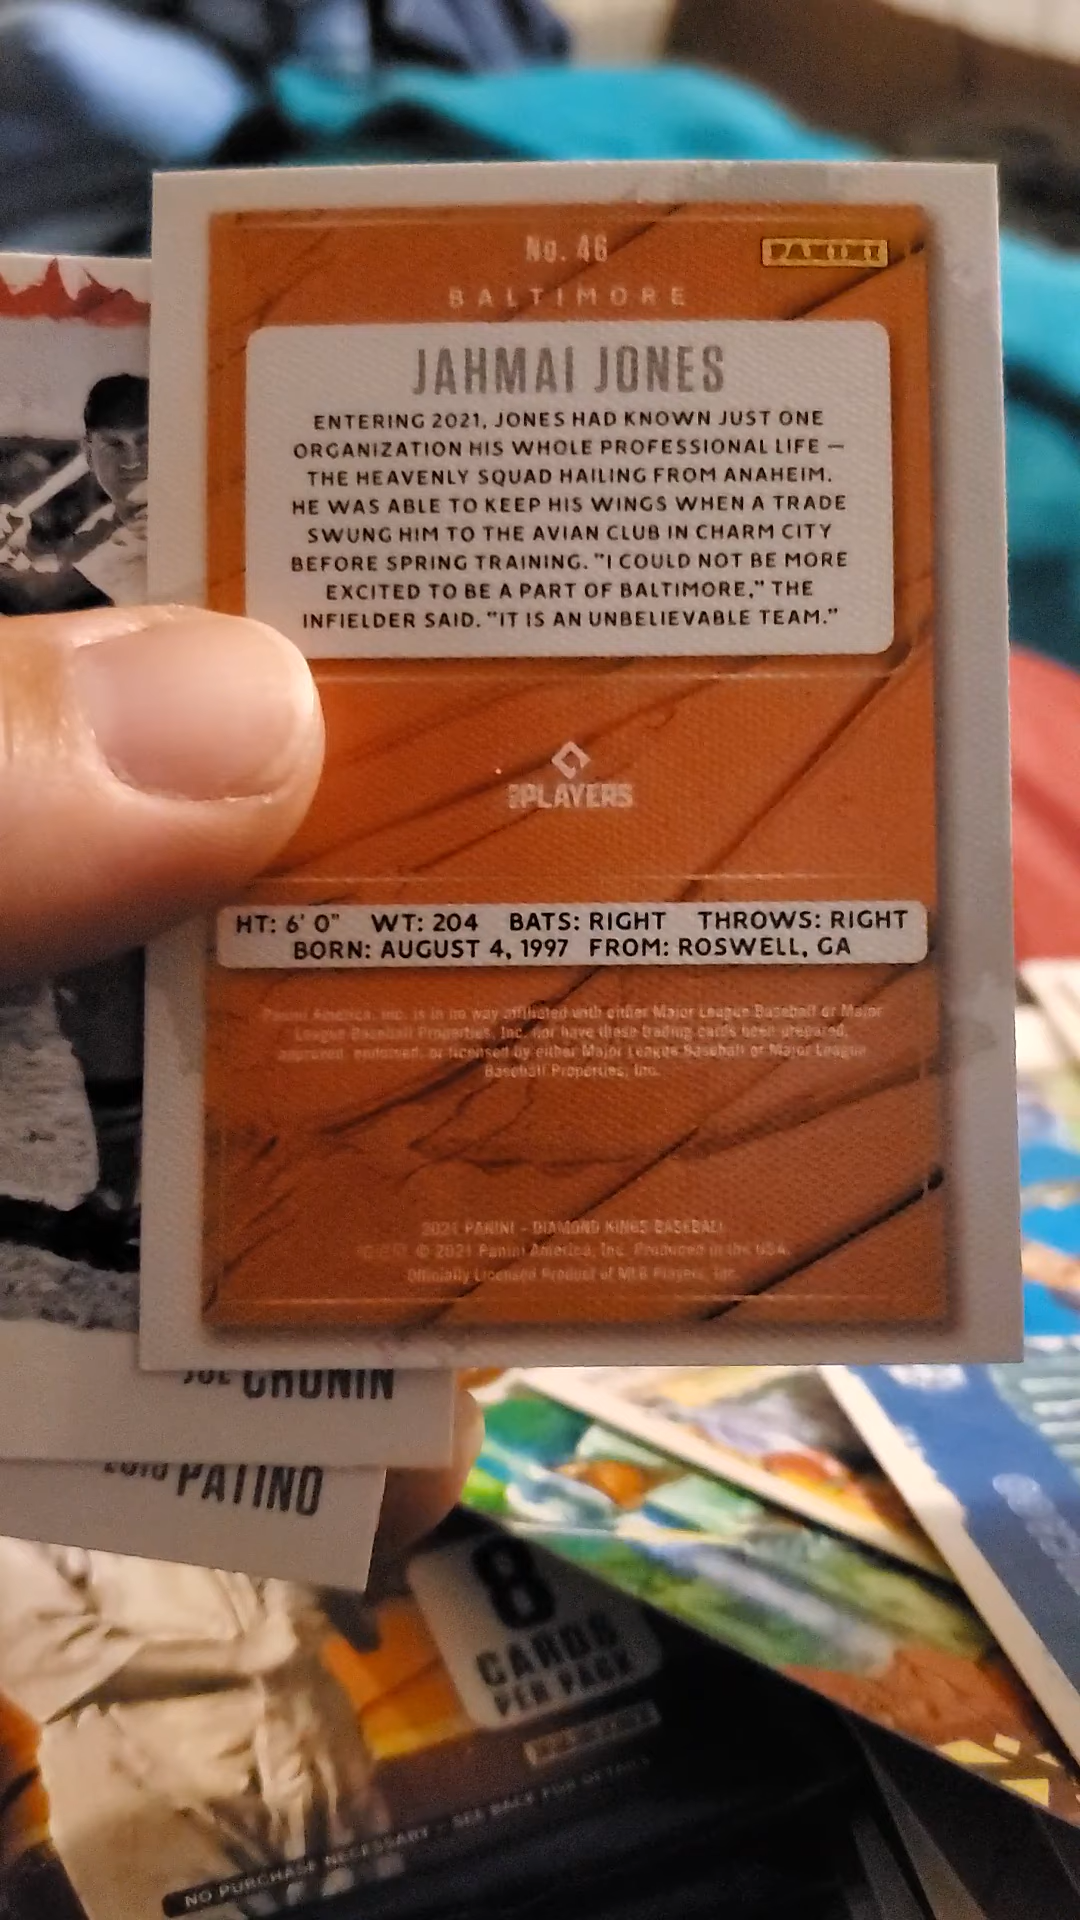 No. 46
PANINI
BALTIMORE
JAHMAI JONES
ENTERING 2021, JONES HAD KNOWN JUST ONE
ORGANIZATION HIS WHOLE PROFESSIONAL LIFE —
THE HEAVENLY SQUAD HAILING FROM ANAHEIM.
HE WAS ABLE TO KEEP HIS WINGS WHEN A TRADE
SWUNG HIM TO THE AVIAN CLUB IN CHARM CITY
BEFORE SPRING TRAINING. "I COULD NOT BE MORE
EXCITED TO BE A PART OF BALTIMORE," THE
INFIELDER SAID. "IT IS AN UNBELIEVABLE TEAM."
PLAYERS
HT: 6' 0" WT: 204 BATS: RIGHT THROWS: RIGHT
BORN: AUGUST 4, 1997 FROM: ROSWELL, GA
Panini America, Inc. is in no way affiliated with either Major League Baseball or Major
League Baseball Properties, Inc. nor have these trading cards been prepared,
approved, endorsed, or licensed by either Major League Baseball or Major League
Baseball Properties, Inc.
2021 PANINI – DIAMOND KINGS BASEBALL
© 2021 Panini America, Inc. Produced in the USA.
Officially Licensed Product of MLB Players, Inc.
JOE CRONIN
LUIS PATIÑO
8
CARDS
PER PACK
NO PURCHASE NECESSARY - SEE BACK FOR DETAILS